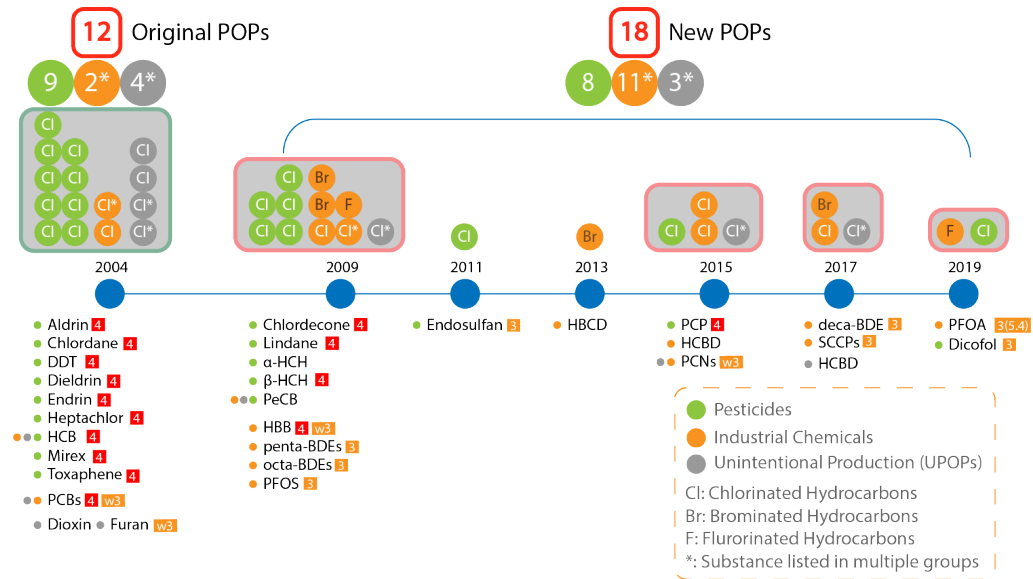 12 Original POPs
18 New POPs
9 2* 4*
8 11* 3*
Cl
Cl Cl Cl
Cl Cl Cl
Cl Cl Cl* Cl*
Cl Cl Cl Cl*
Cl Br
Cl Cl Br F
Cl Cl Cl Cl* Cl*
Cl
Br
Cl
Cl Cl Cl*
Br
Cl Cl*
F Cl
2004 2009 2011 2013 2015 2017 2019
Aldrin 4
Chlordane 4
DDT 4
Dieldrin 4
Endrin 4
Heptachlor 4
HCB 4
Mirex 4
Toxaphene 4
PCBs 4 w3
Dioxin Furan w3
Chlordecone 4
Lindane 4
α-HCH
β-HCH 4
PeCB
HBB 4 w3
penta-BDEs 3
octa-BDEs 3
PFOS 3
Endosulfan 3
HBCD
PCP 4
HCBD
PCNs w3
deca-BDE 3
SCCPs 3
HCBD
PFOA 3(5.4)
Dicofol 3
Pesticides
Industrial Chemicals
Unintentional Production (UPOPs)
Cl: Chlorinated Hydrocarbons
Br: Brominated Hydrocarbons
F: Flurorinated Hydrocarbons
*: Substance listed in multiple groups